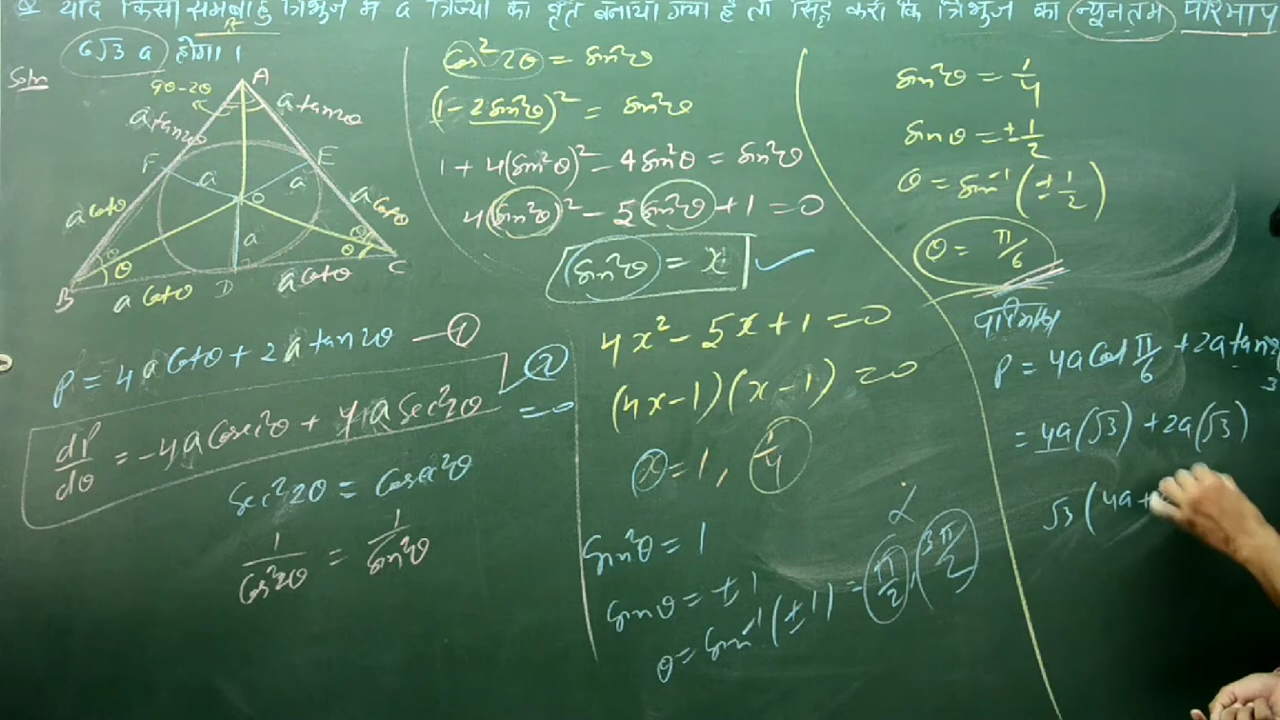 Q यदि किसी समबाहु त्रिभुज में a त्रिज्या का वृत्त बनाया गया है तो सिद्ध करो कि त्रिभुज का न्यूनतम परिमाप
6√3 a होगा ।
Soln
A
90-2θ
a tan2θ
a tan2θ
F
E
a
a
O
a cotθ
a cotθ
a
θ
θ
θ
θ
B
a cotθ
D
a cotθ
C
P = 4a cotθ + 2a tan2θ —①
dP/dθ = -4a cosec²θ + 4a sec²2θ = 0 ②
sec²2θ = cosec²θ
1/cos²2θ = 1/sin²θ
cos²2θ = sin²θ
(1-2sin²θ)² = sin²θ
1+4(sin²θ)² - 4sin²θ = sin²θ
4(sin²θ)² - 5(sin²θ) + 1 = 0
sin²θ = x ✓
4x² - 5x + 1 = 0
(4x-1)(x-1) = 0
x = 1, 1/4
sin²θ = 1
sinθ = ±1
θ = sin⁻¹(±1) = π/2, 3π/2
sin²θ = 1/4
sinθ = ±1/2
θ = sin⁻¹(±1/2)
θ = π/6
परिमाप
P = 4a cot π/6 + 2a tan
= 4a(√3) + 2a(√3)
√3(4a +